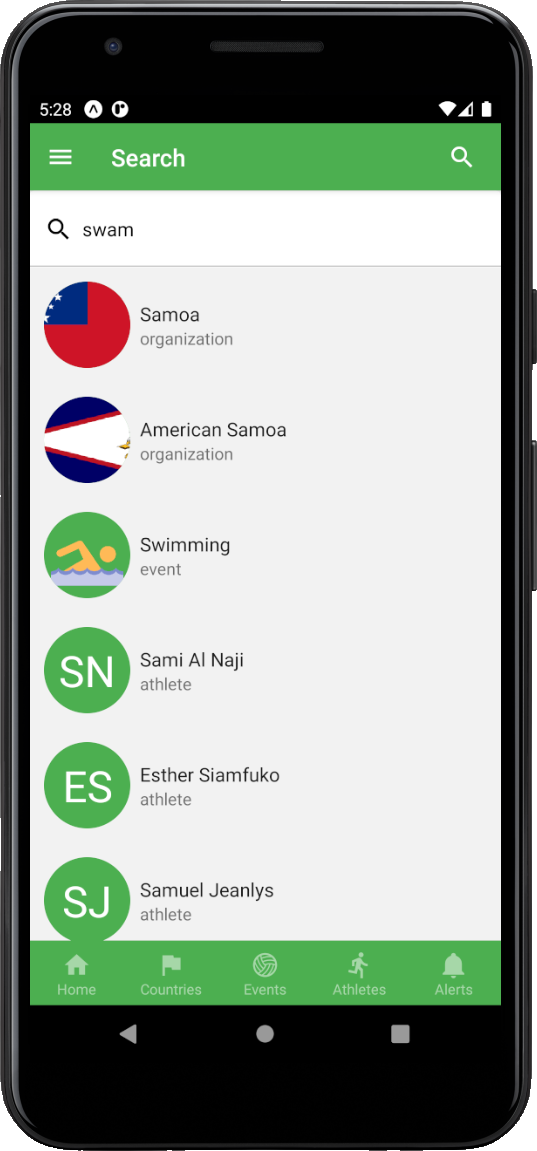 5:28
Search
swam
Samoa
organization
American Samoa
organization
Swimming
event
SN
Sami Al Naji
athlete
ES
Esther Siamfuko
athlete
SJ
Samuel Jeanlys
athlete
Home
Countries
Events
Athletes
Alerts